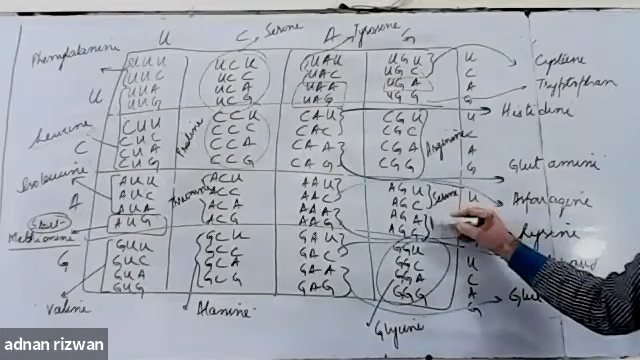 U C A G
Serine Tyrosine
Phenylalanine UUU UCU UAU UGU U Cysteine
UUC UCC UAC UGC C
U UUA UCA UAA UGA A Tryptophan
UUG UCG UAG UGG G
Histidine
Leucine CUU Proline CCU CAU CGU Arginine
C CUC CCC CAC CGC C
CUA CCA CAA CGA A
CUG CCG CAG CGG Glutamine
Isoleucine AUU Threonine ACU AAU AGU Serine U Asparagine
A AUC ACC AAC AGC
AUA ACA AAA AGA Lysine
Start AUG ACG AAG AGG
Methionine
G GUU GCU GAU GGU U
GUC GCC GAC GGC C
GUA GCA GAA GGA A
GUG GCG GAG GGG G
Valine Alanine Glycine
adnan rizwan